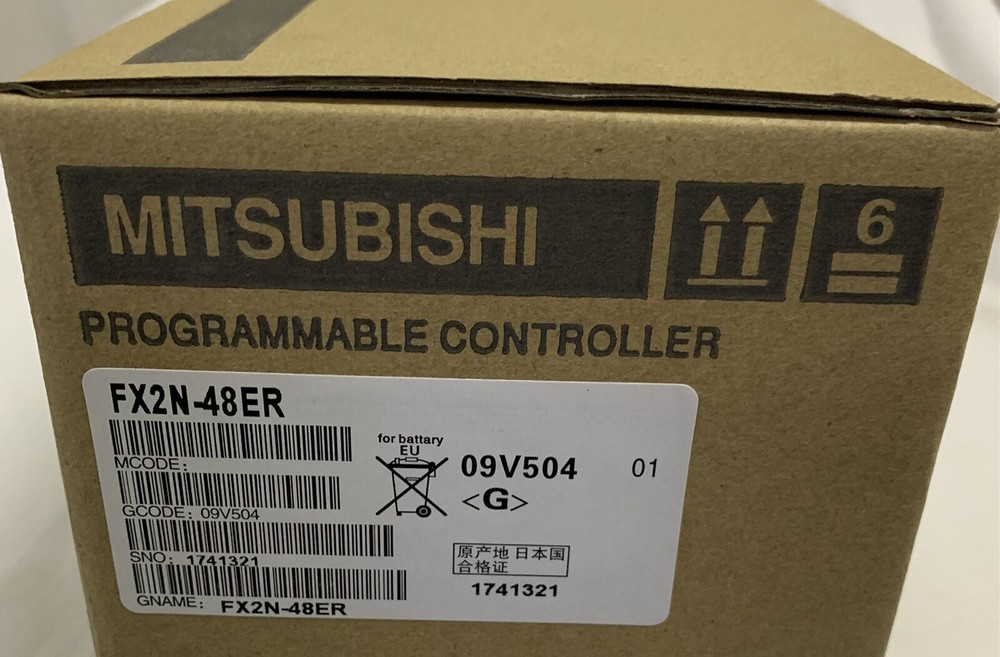 MITSUBISHI
6
PROGRAMMABLE CONTROLLER
FX2N-48ER
for battary
EU
MCODE:
09V504
01
<G>
GCODE: 09V504
SNO: 1741321
原产地 日本国
合格证
1741321
GNAME: FX2N-48ER